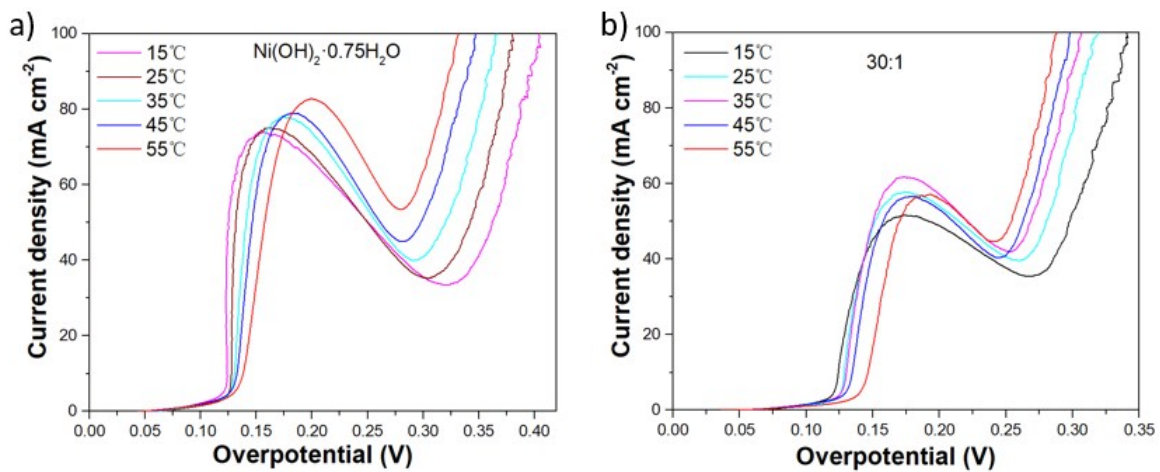 a)
Ni(OH)₂·0.75H₂O
15℃
25℃
35℃
45℃
55℃
Current density (mA cm⁻²)
100
80
60
40
20
0
0.00 0.05 0.10 0.15 0.20 0.25 0.30 0.35 0.40
Overpotential (V)
b)
30:1
15℃
25℃
35℃
45℃
55℃
Current density (mA cm⁻²)
100
80
60
40
20
0
0.00 0.05 0.10 0.15 0.20 0.25 0.30 0.35
Overpotential (V)